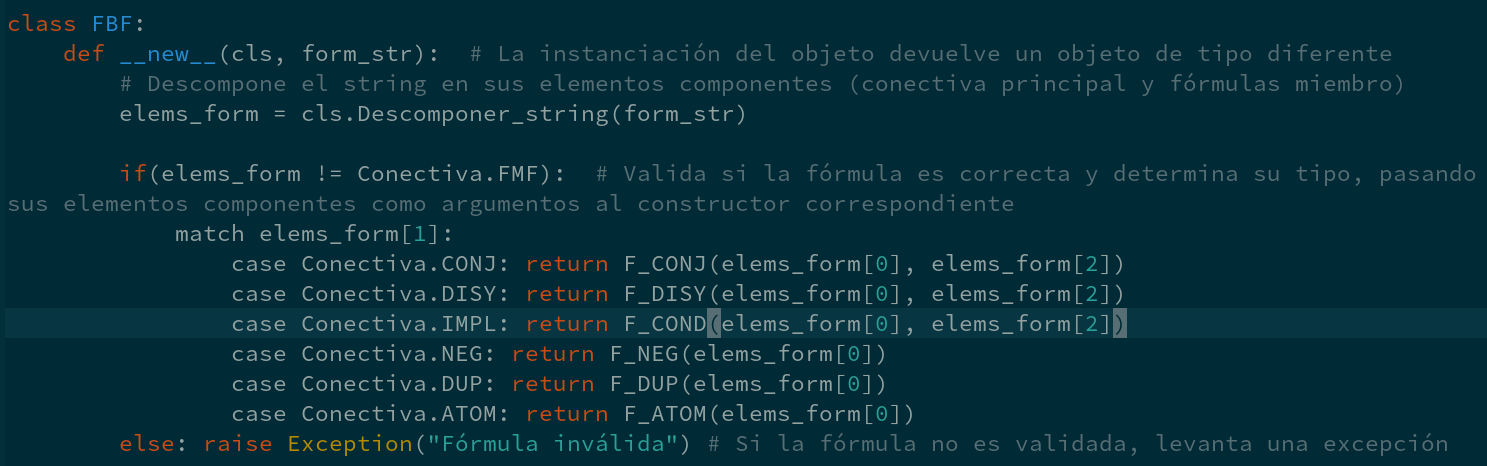 class FBF:
    def __new__(cls, form_str):  # La instanciación del objeto devuelve un objeto de tipo diferente
        # Descompone el string en sus elementos componentes (conectiva principal y fórmulas miembro)
        elems_form = cls.Descomponer_string(form_str)
        if(elems_form != Conectiva.FMF):  # Valida si la fórmula es correcta y determina su tipo, pasando
sus elementos componentes como argumentos al constructor correspondiente
            match elems_form[1]:
                case Conectiva.CONJ: return F_CONJ(elems_form[0], elems_form[2])
                case Conectiva.DISY: return F_DISY(elems_form[0], elems_form[2])
                case Conectiva.IMPL: return F_COND(elems_form[0], elems_form[2])
                case Conectiva.NEG: return F_NEG(elems_form[0])
                case Conectiva.DUP: return F_DUP(elems_form[0])
                case Conectiva.ATOM: return F_ATOM(elems_form[0])
        else: raise Exception("Fórmula inválida") # Si la fórmula no es validada, levanta una excepción